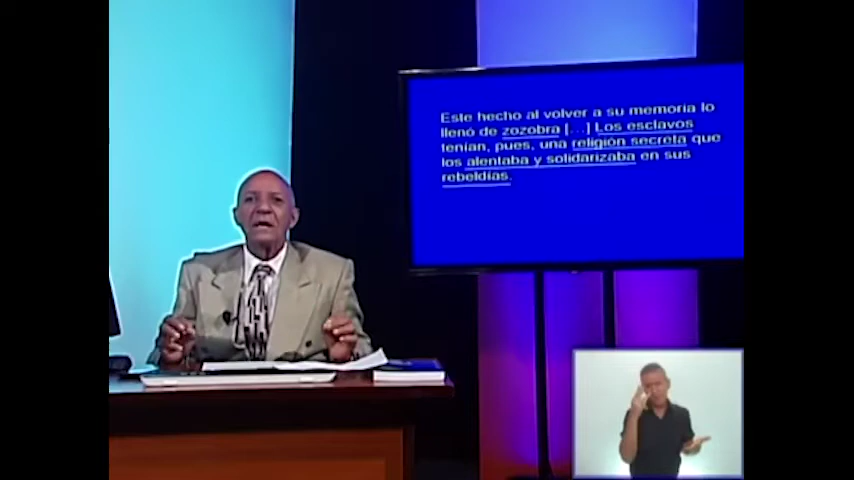 Este hecho al volver a su memoria lo
llenó de zozobra [...] Los esclavos
tenían, pues, una religión secreta que
los alentaba y solidarizaba en sus
rebeldías.